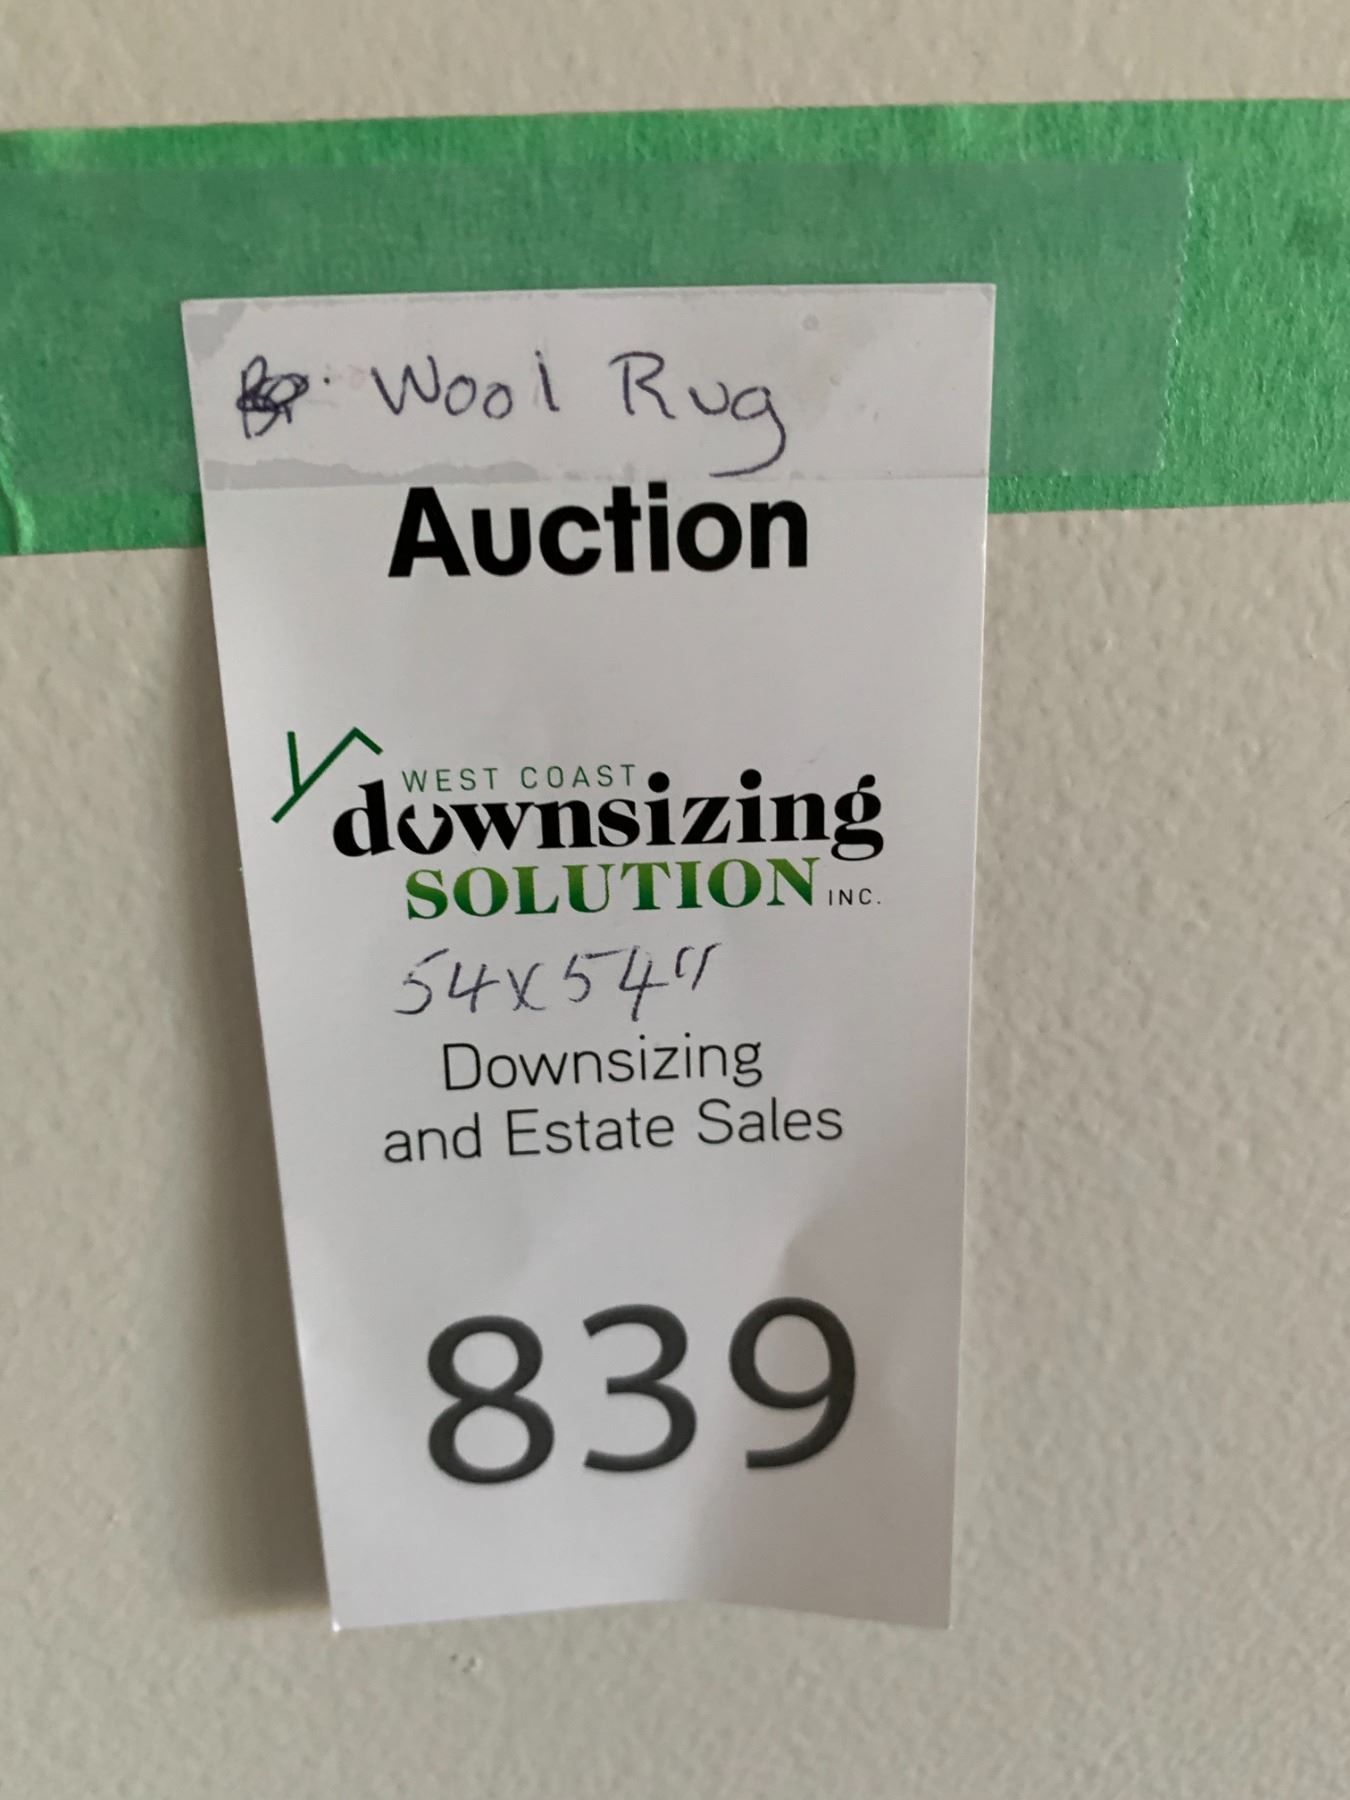 Wool Rug
Auction
WEST COAST
downsizing
SOLUTION INC.
54x54"
Downsizing
and Estate Sales
839